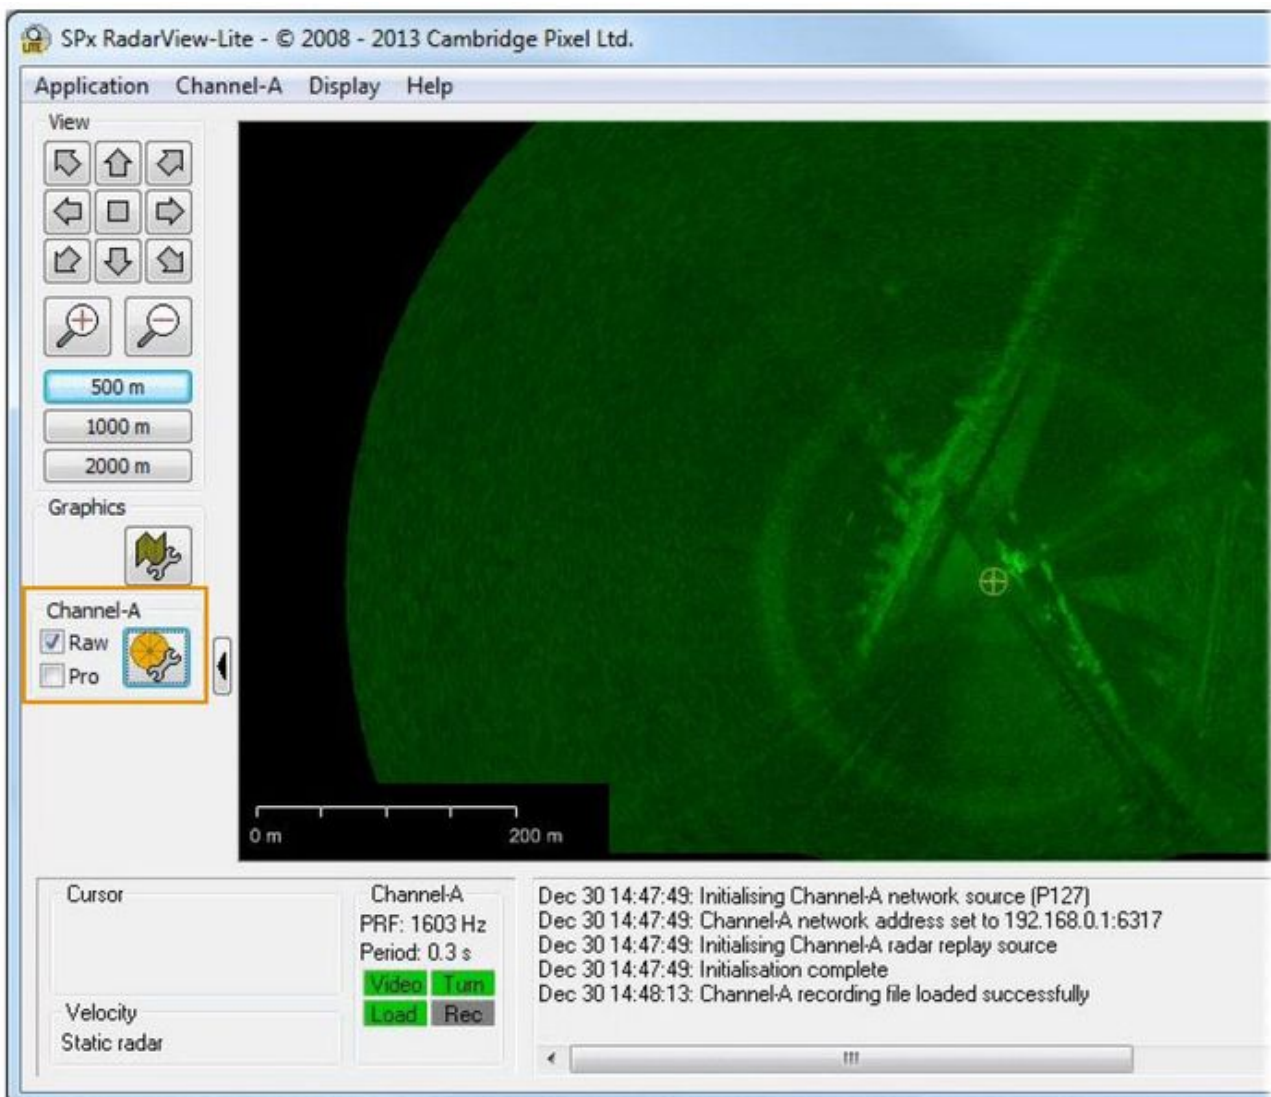 LITE SPx RadarView-Lite - © 2008 - 2013 Cambridge Pixel Ltd.
Application Channel-A Display Help
View
500 m
1000 m
2000 m
Graphics
Channel-A
Raw
Pro
0 m 200 m
Cursor
Velocity
Static radar
Channel-A
PRF: 1603 Hz
Period: 0.3 s
Video Turn
Load Rec
Dec 30 14:47:49: Initialising Channel-A network source (P127)
Dec 30 14:47:49: Channel-A network address set to 192.168.0.1:6317
Dec 30 14:47:49: Initialising Channel-A radar replay source
Dec 30 14:47:49: Initialisation complete
Dec 30 14:48:13: Channel-A recording file loaded successfully